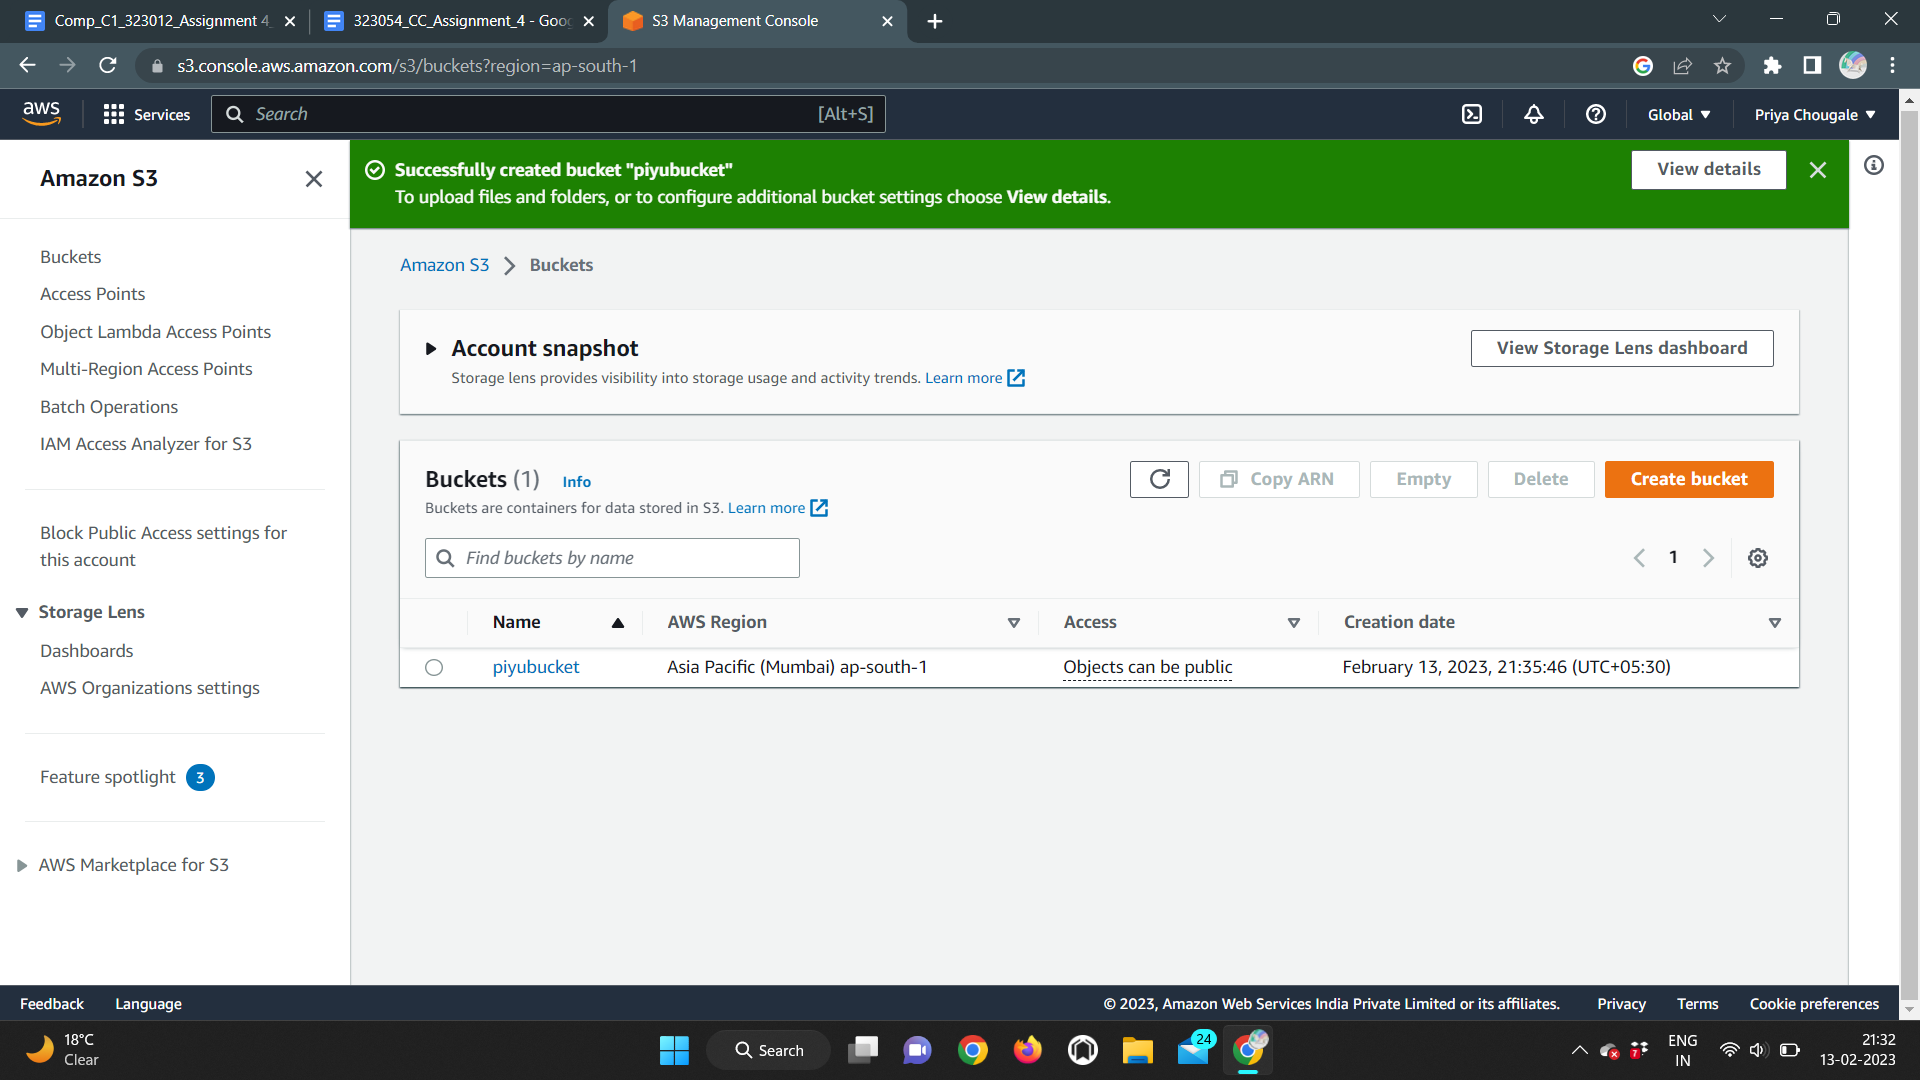 Comp_C1_323012_Assignment 4_
323054_CC_Assignment_4 - Goo
S3 Management Console
s3.console.aws.amazon.com/s3/buckets?region=ap-south-1
aws
Services
Search
[Alt+S]
Global
Priya Chougale
Amazon S3
Buckets
Access Points
Object Lambda Access Points
Multi-Region Access Points
Batch Operations
IAM Access Analyzer for S3
Block Public Access settings for
this account
Storage Lens
Dashboards
AWS Organizations settings
Feature spotlight 3
AWS Marketplace for S3
Successfully created bucket "piyubucket"
To upload files and folders, or to configure additional bucket settings choose View details.
View details
Amazon S3
Buckets
Account snapshot
Storage lens provides visibility into storage usage and activity trends. Learn more
View Storage Lens dashboard
Buckets (1) Info
Buckets are containers for data stored in S3. Learn more
Copy ARN
Empty
Delete
Create bucket
Find buckets by name
1
Name
AWS Region
Access
Creation date
piyubucket
Asia Pacific (Mumbai) ap-south-1
Objects can be public
February 13, 2023, 21:35:46 (UTC+05:30)
Feedback
Language
© 2023, Amazon Web Services India Private Limited or its affiliates.
Privacy
Terms
Cookie preferences
18°C
Clear
Search
24
7
ENG
IN
21:32
13-02-2023